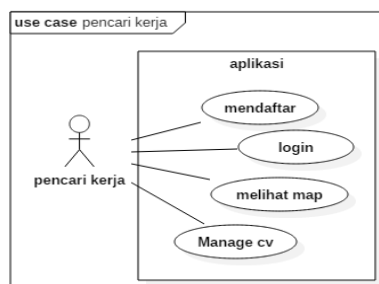 use case pencari kerja
aplikasi
mendaftar
login
pencari kerja
melihat map
Manage cv